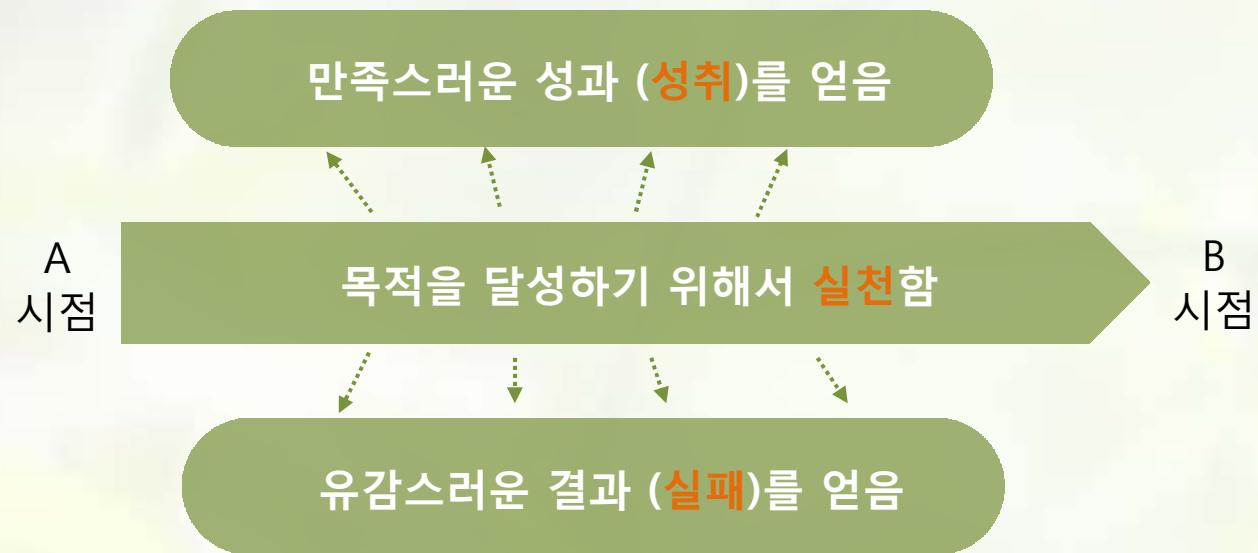 만족스러운 성과 (성취)를 얻음
A
시점
목적을 달성하기 위해서 실천함
B
시점
유감스러운 결과 (실패)를 얻음